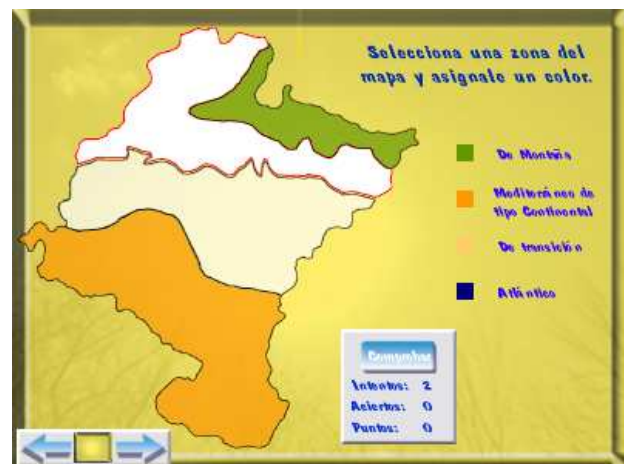 Selecciona una zona del
mapa y asígnale un color.
De Montaña
Mediterráneo de
tipo Continental
De transición
Atlántico
Comprobar
Intentos: 2
Aciertos: 0
Puntos: 0